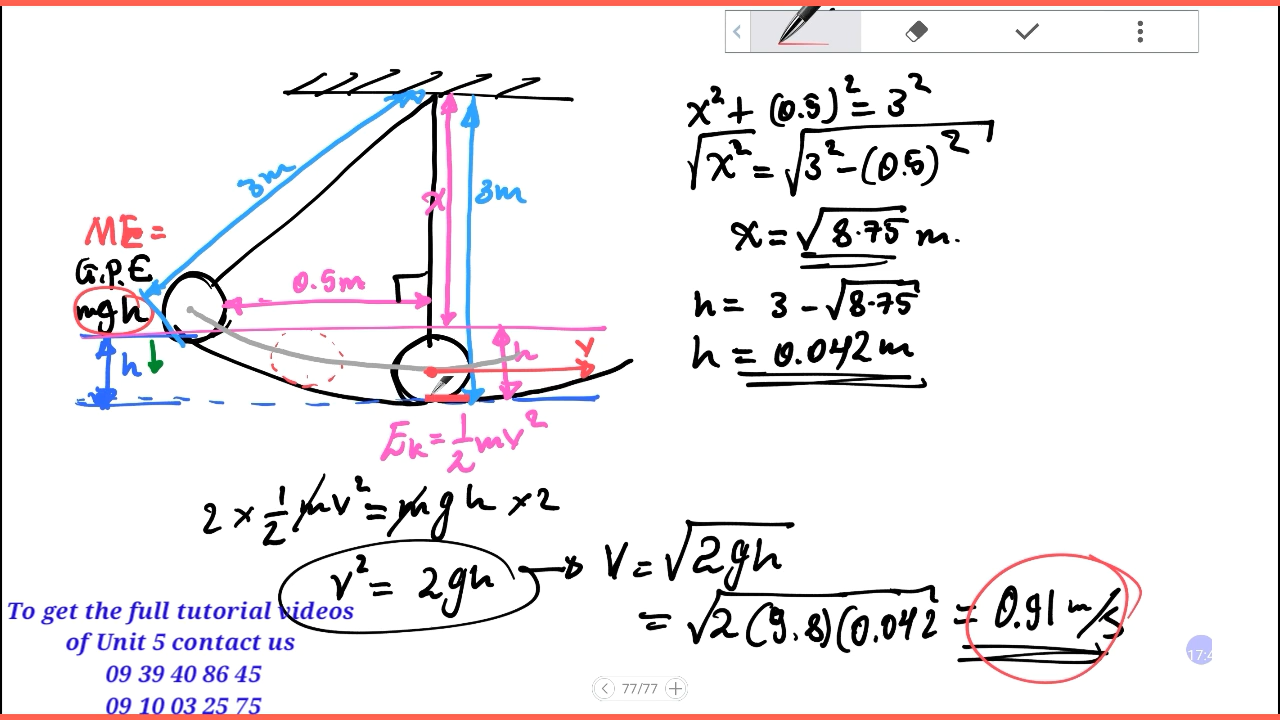 3m
x
3m
ME =
G.P.E
mgh
0.5m
h
h
v
Ek = 1/2 mv²
x² + (0.5)² = 3²
√x² = √3² - (0.5)²
x = √8.75 m.
h = 3 - √8.75
h = 0.042 m
2 × 1/2 mv² = mgh × 2
v² = 2gh
V = √2gh
= √2(9.8)(0.042 = 0.91 m/s
To get the full tutorial videos
of Unit 5 contact us
09 39 40 86 45
09 10 03 25 75
77/77